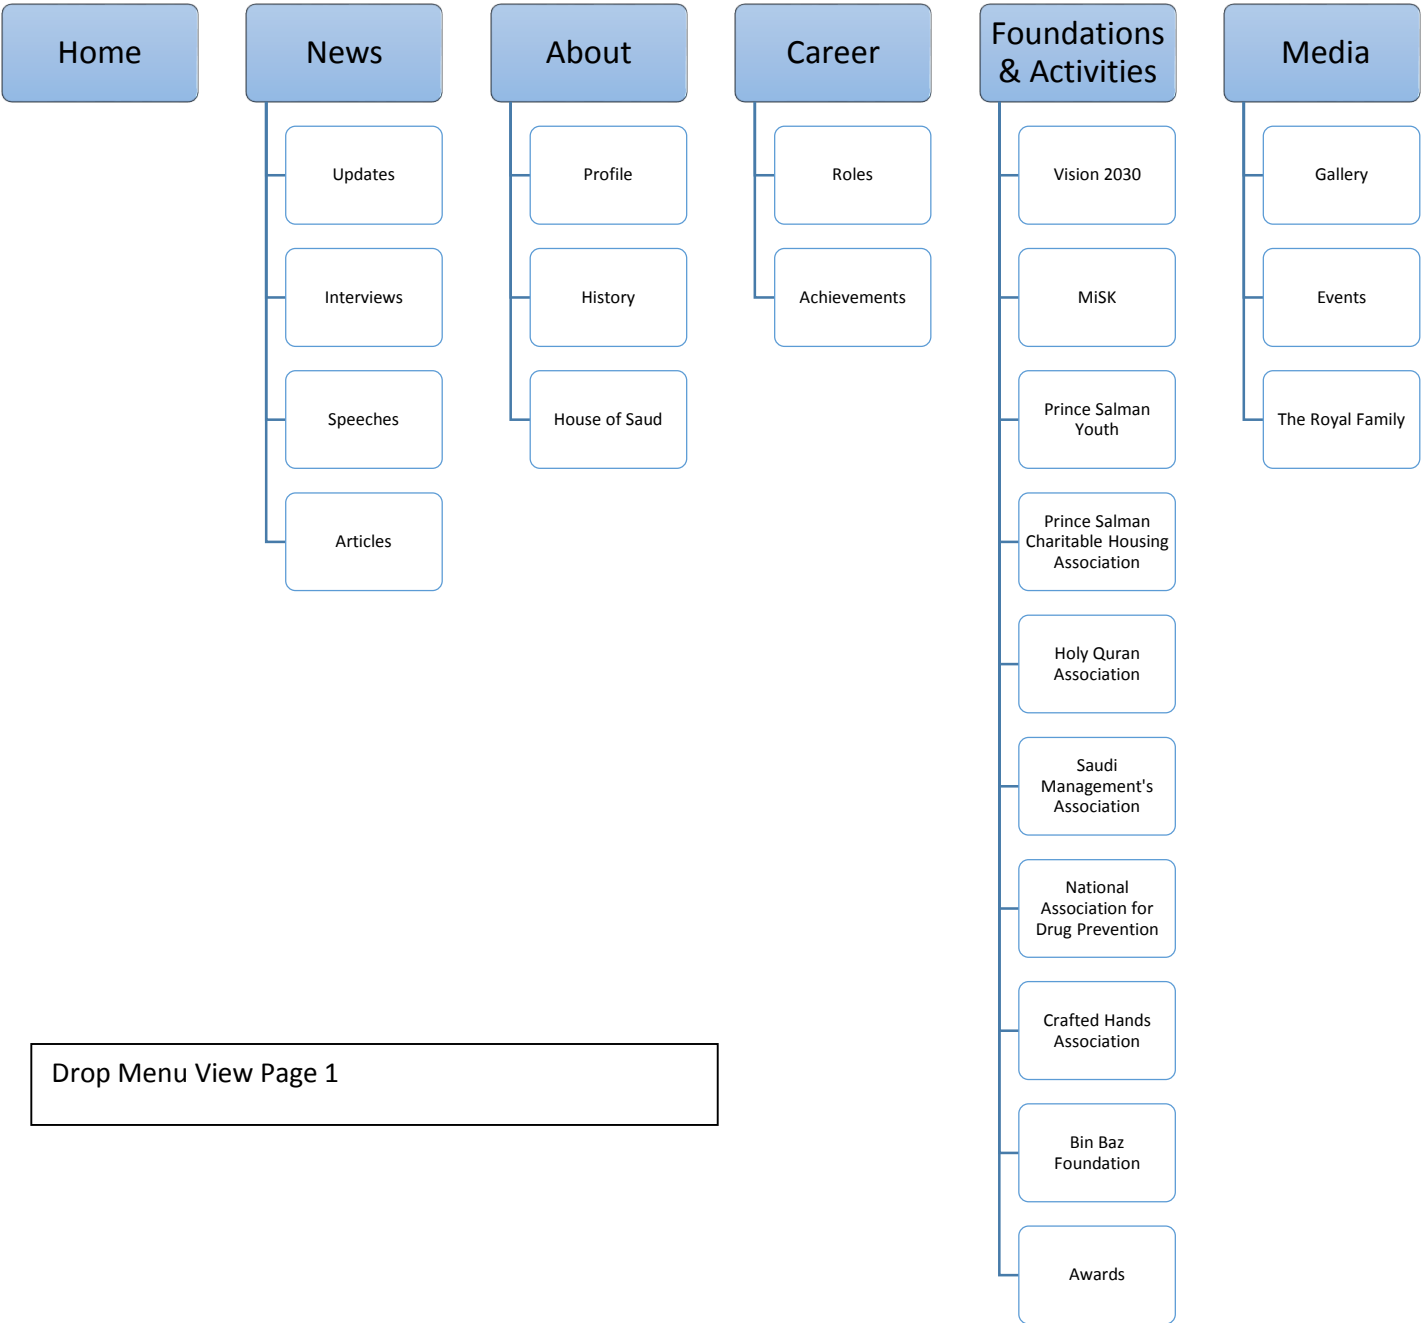 Home
News
Updates
Interviews
Speeches
Articles
About
Profile
History
House of Saud
Career
Roles
Achievements
Foundations
& Activities
Vision 2030
MiSK
Prince Salman
Youth
Prince Salman
Charitable Housing
Association
Holy Quran
Association
Saudi
Management's
Association
National
Association for
Drug Prevention
Crafted Hands
Association
Bin Baz
Foundation
Awards
Media
Gallery
Events
The Royal Family
Drop Menu View Page 1